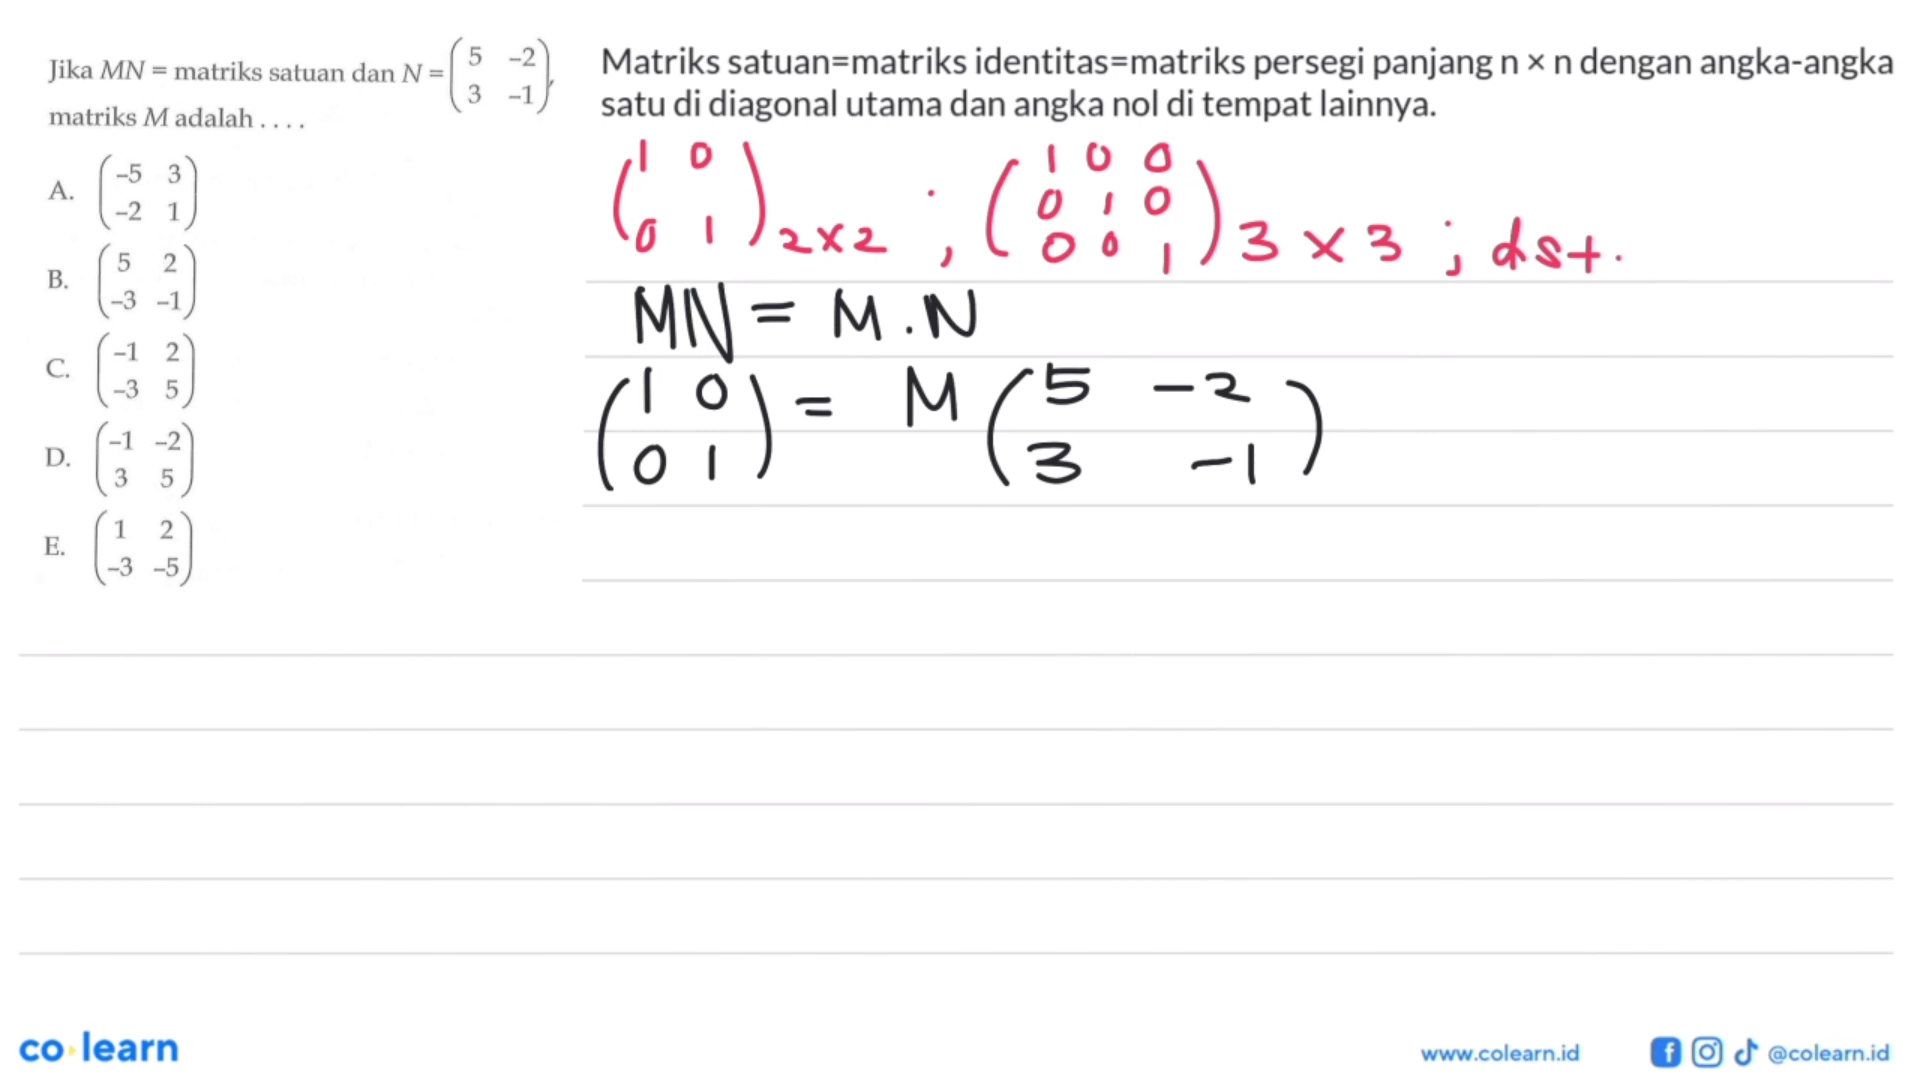 Jika MN = matriks satuan dan N = (5 -2
3 -1),
matriks M adalah . . . .
A. (-5 3
-2 1)
B. (5 2
-3 -1)
C. (-1 2
-3 5)
D. (-1 -2
3 5)
E. (1 2
-3 -5)
Matriks satuan=matriks identitas=matriks persegi panjang n × n dengan angka-angka
satu di diagonal utama dan angka nol di tempat lainnya.
(1 0
0 1) 2×2 ; (1 0 0
0 1 0
0 0 1) 3 × 3 ; dst.
MN = M . N
(1 0
0 1) = M (5 -2
3 -1)
co learn
www.colearn.id
@colearn.id